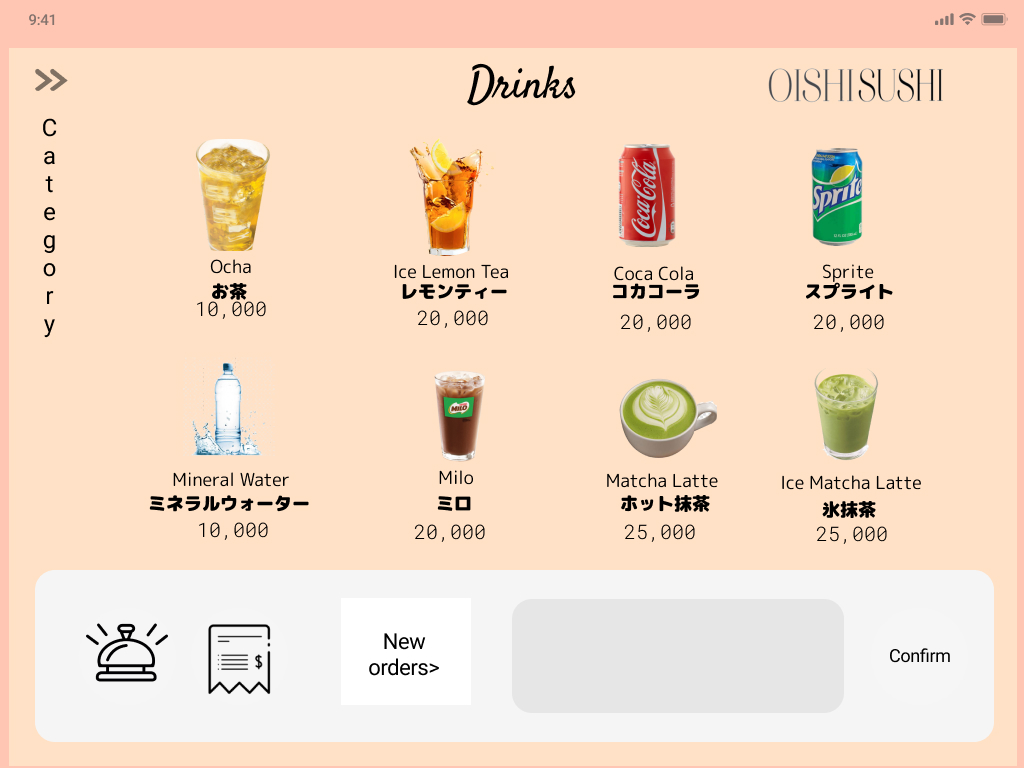 9:41
Drinks
OISHI SUSHI
Category
Ocha
お茶
10,000
Ice Lemon Tea
レモンティー
20,000
Coca Cola
コカコーラ
20,000
Sprite
スプライト
20,000
Coca-Cola
Sprite
Mineral Water
ミネラルウォーター
10,000
MILO
Milo
ミロ
20,000
Matcha Latte
ホット抹茶
25,000
Ice Matcha Latte
氷抹茶
25,000
$
New
orders>
Confirm